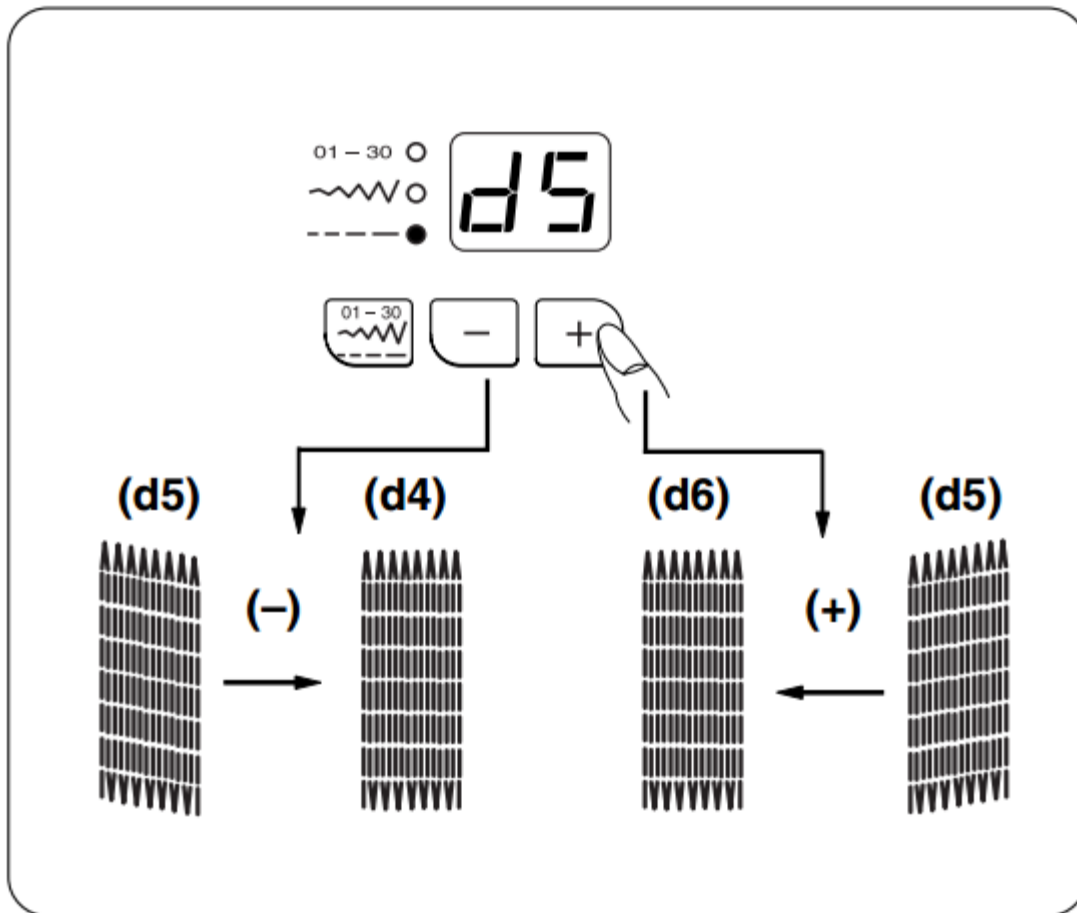 01 – 30
d5
01 – 30
–
+
(d5)
(d4)
(d6)
(d5)
(–)
(+)